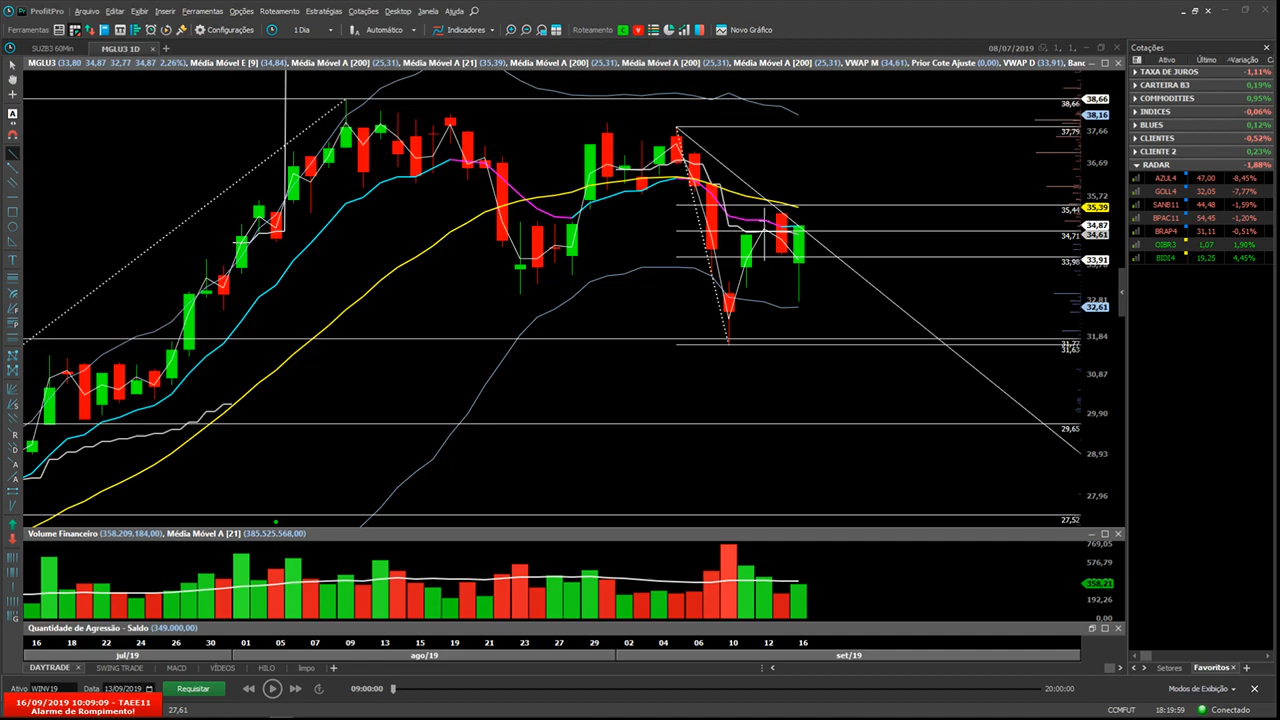 ProfitPro Arquivo Editar Exibir Inserir Ferramentas Opções Roteamento Estratégias Cotações Desktop Janela Ajuda
Ferramentas Configurações 1 Dia Automático Indicadores Roteamento C V Novo Gráfico
SUZB3 60Min MGLU3 1D 08/07/2019
MGLU3 (33,80 34,87 32,77 34,87 2,26%), Média Móvel E [9] (34,84), Média Móvel A [200] (25,31), Média Móvel A [21] (35,39), Média Móvel A [200] (25,31), Média Móvel A [200] (25,31), VWAP M (34,61), Prior Cote Ajuste (0,00), VWAP D (33,91), Banc
38,66
38,66
38,16
37,79
37,66
36,69
35,72
35,44
35,39
34,87
34,71
34,61
33,98
33,91
32,81
32,61
31,84
31,77
31,63
30,87
29,90
29,65
28,93
27,96
27,52
Volume Financeiro (358.209.184,00), Média Móvel A [21] (385.525.568,00)
769,05
576,79
358,21
192,26
0,00
Quantidade de Agressão - Saldo (349.000,00)
16 18 22 24 26 30 01 05 07 09 13 15 19 21 23 27 29 02 04 06 10 12 16
jul/19 ago/19 set/19
DAYTRADE SWING TRADE MACD VÍDEOS HILO limpo
Ativo WINV19 Data 13/09/2019 Requisitar 09:00:00 20:00:00
16/09/2019 10:09:09 - TAEE11
Alarme de Rompimento!
27,61
Cotações
Ativo Último Variação
TAXA DE JUROS -1,11%
CARTEIRA B3 0,19%
COMMODITIES 0,95%
INDICES -0,06%
BLUES 0,12%
CLIENTES -0,52%
CLIENTE 2 0,23%
RADAR -1,88%
AZUL4 47,00 -8,45%
GOLL4 32,05 -7,77%
SANB11 44,48 -1,59%
BPAC11 54,45 -1,20%
BRAP4 31,11 -0,51%
OIBR3 1,07 1,90%
BIDI4 19,25 4,45%
Setores Favoritos
Modos de Exibição
CCMFUT 18:19:59 Conectado